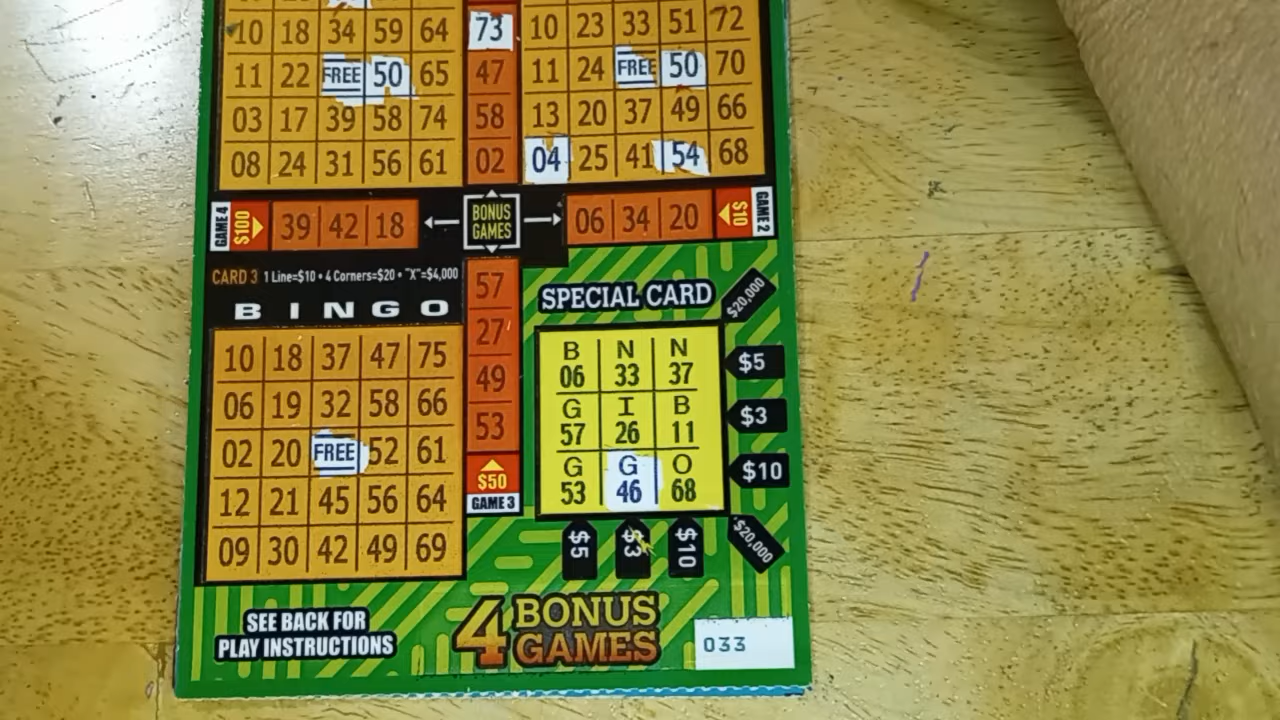 10 18 34 59 64 73 10 23 33 51 72
11 22 FREE 50 65 47 11 24 FREE 50 70
03 17 39 58 74 58 13 20 37 49 66
08 24 31 56 61 02 04 25 41 54 68
GAME 4 $100 39 42 18 BONUS GAMES 06 34 20 $10 GAME 2
CARD 3 1 Line=$10 • 4 Corners=$20 • "X"=$4,000
BINGO
10 18 37 47 75
06 19 32 58 66
02 20 FREE 52 61
12 21 45 56 64
09 30 42 49 69
57
27
49
53
$50
GAME 3
SPECIAL CARD
$20,000
B N N
06 33 37
$5
G I B
57 26 11
$3
G G O
53 46 68
$10
$5 $3 $10 $20,000
SEE BACK FOR
PLAY INSTRUCTIONS
4 BONUS
GAMES
033